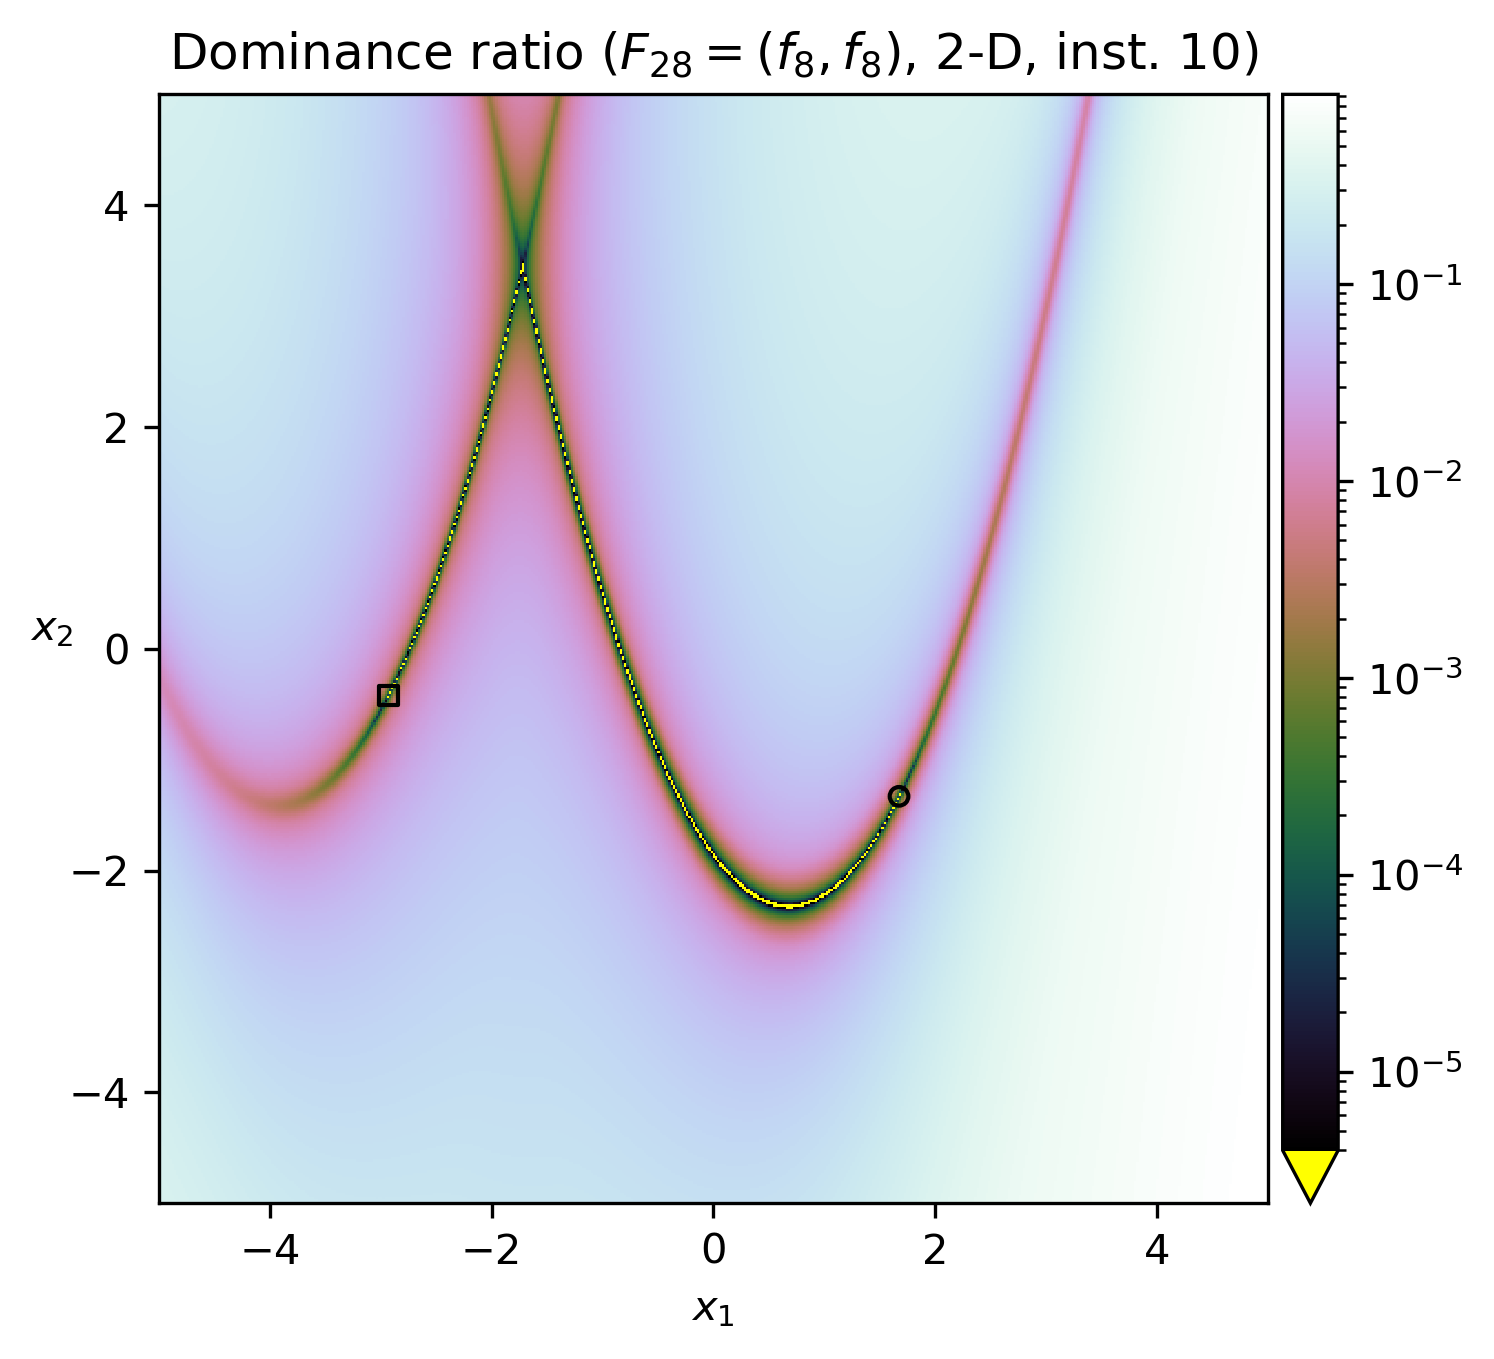 Dominance ratio (F₂₈ = (f₈, f₈), 2-D, inst. 10)
4
2
0
−2
−4
x₂
−4 −2 0 2 4
x₁
10⁻¹
10⁻²
10⁻³
10⁻⁴
10⁻⁵